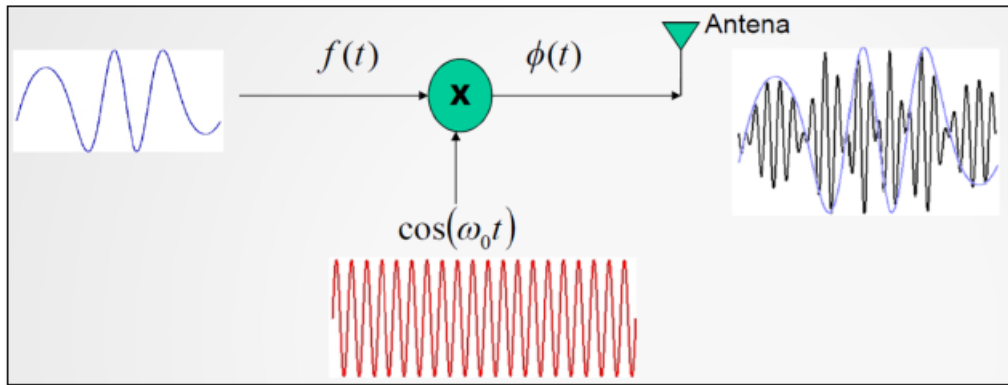 Antena
f(t)
ϕ(t)
x
cos(ω₀t)